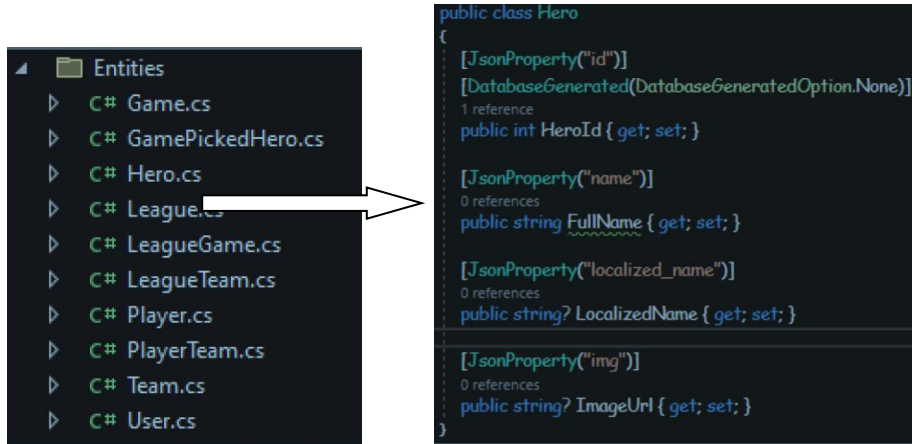 Entities
C# Game.cs
C# GamePickedHero.cs
C# Hero.cs
C# League.cs
C# LeagueGame.cs
C# LeagueTeam.cs
C# Player.cs
C# PlayerTeam.cs
C# Team.cs
C# User.cs
public class Hero
{
[JsonProperty("id")]
[DatabaseGenerated(DatabaseGeneratedOption.None)]
1 reference
public int HeroId { get; set; }
[JsonProperty("name")]
0 references
public string FullName { get; set; }
[JsonProperty("localized_name")]
0 references
public string? LocalizedName { get; set; }
[JsonProperty("img")]
0 references
public string? ImageUrl { get; set; }
}